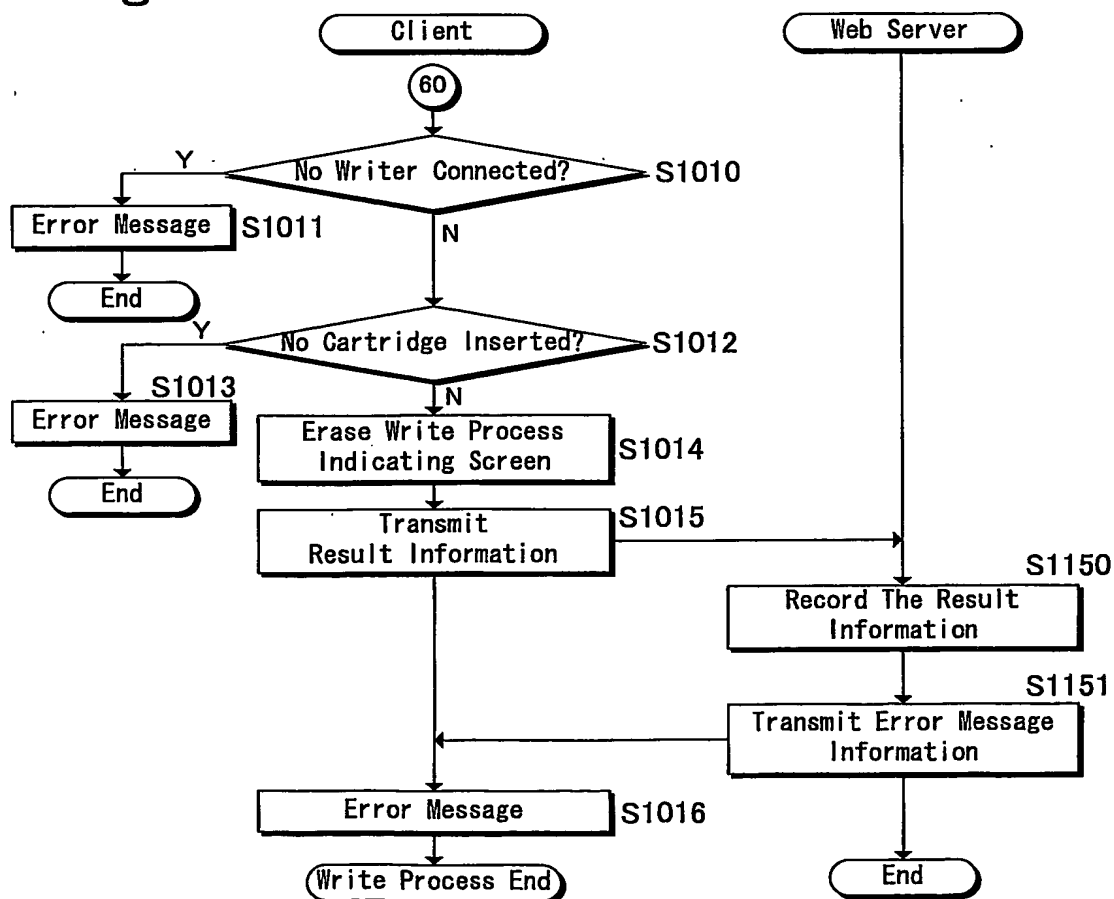 Client
Web Server
60
Y
No Writer Connected?
S1010
Error Message
S1011
N
End
Y
No Cartridge Inserted?
S1012
S1013
N
Error Message
Erase Write Process
Indicating Screen
S1014
End
Transmit
Result Information
S1015
S1150
Record The Result
Information
S1151
Transmit Error Message
Information
Error Message
S1016
Write Process End
End